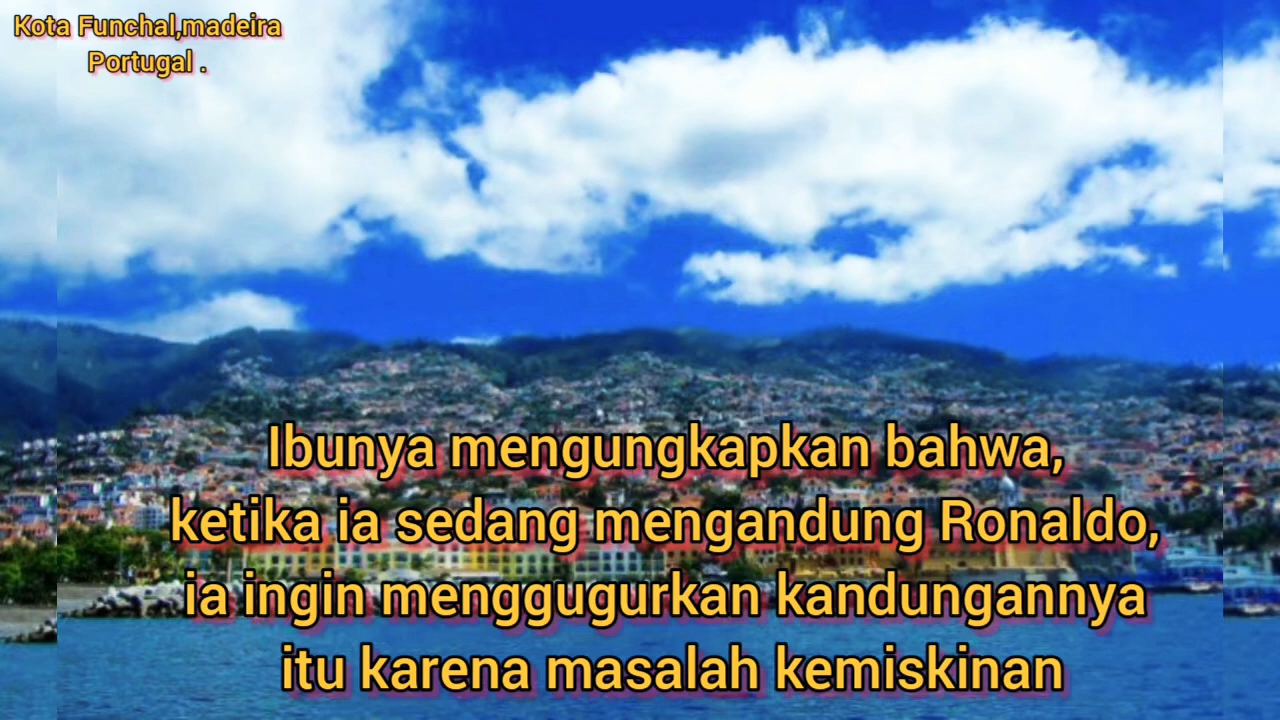 Kota Funchal,madeira
Portugal .
Ibunya mengungkapkan bahwa,
ketika ia sedang mengandung Ronaldo,
ia ingin menggugurkan kandungannya
itu karena masalah kemiskinan